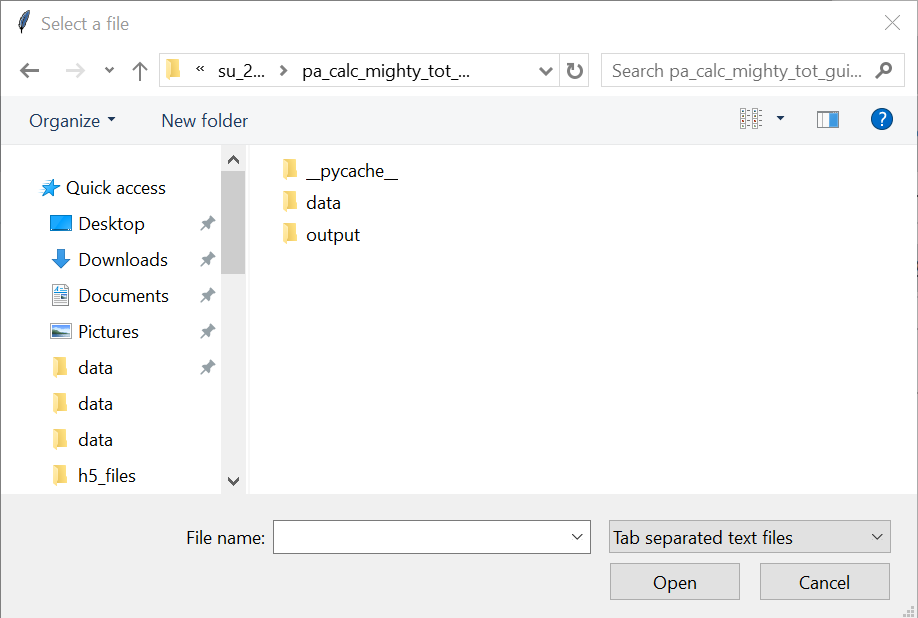 Select a file
« su_2... > pa_calc_mighty_tot_...
Search pa_calc_mighty_tot_gui...
Organize
New folder
?
Quick access
Desktop
Downloads
Documents
Pictures
data
data
data
h5_files
__pycache__
data
output
File name:
Tab separated text files
Open
Cancel